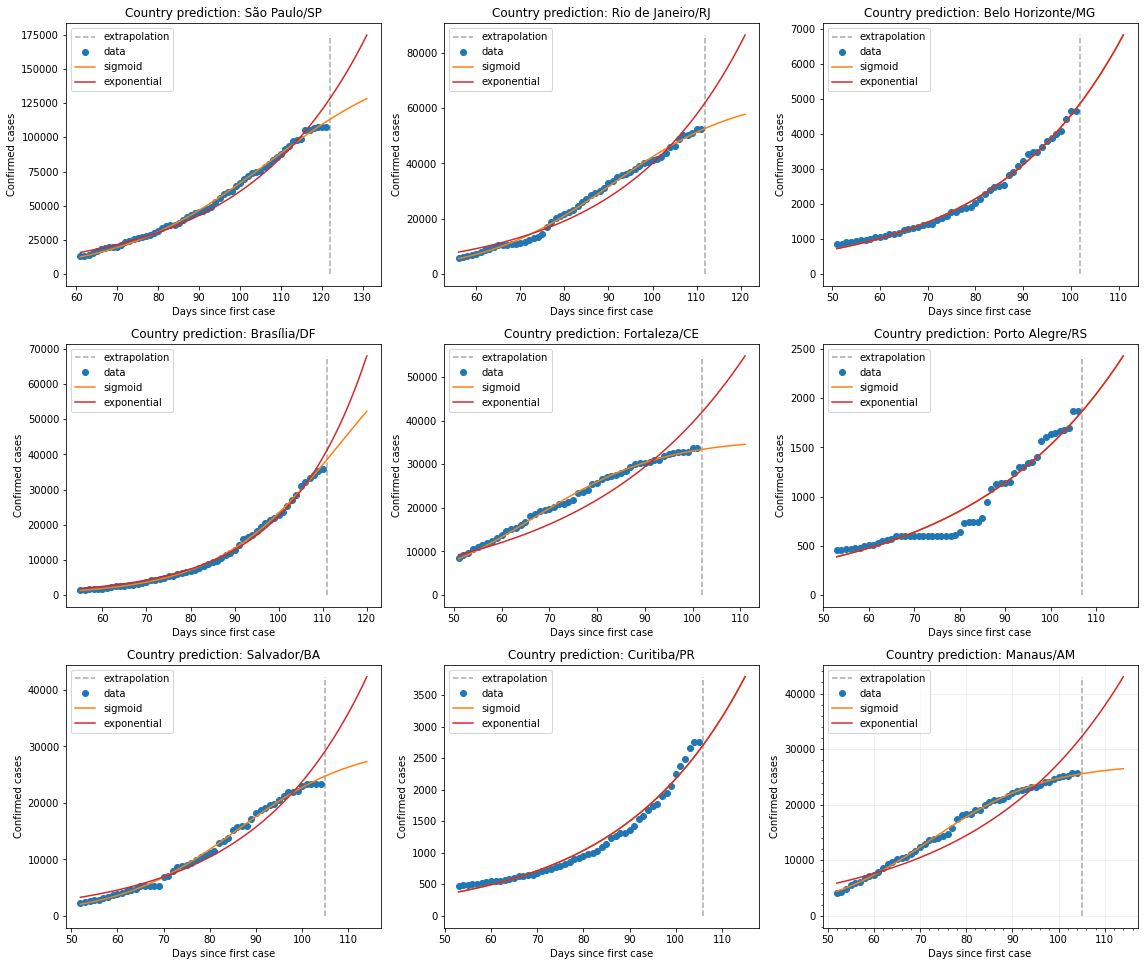 Country prediction: São Paulo/SP
175000
150000
125000
100000
75000
50000
25000
0
Confirmed cases
extrapolation
data
sigmoid
exponential
60 70 80 90 100 110 120 130
Days since first case
Country prediction: Rio de Janeiro/RJ
80000
60000
40000
20000
0
Confirmed cases
extrapolation
data
sigmoid
exponential
60 70 80 90 100 110 120
Days since first case
Country prediction: Belo Horizonte/MG
7000
6000
5000
4000
3000
2000
1000
0
Confirmed cases
extrapolation
data
sigmoid
exponential
50 60 70 80 90 100 110
Days since first case
Country prediction: Brasília/DF
70000
60000
50000
40000
30000
20000
10000
0
Confirmed cases
extrapolation
data
sigmoid
exponential
60 70 80 90 100 110 120
Days since first case
Country prediction: Fortaleza/CE
50000
40000
30000
20000
10000
0
Confirmed cases
extrapolation
data
sigmoid
exponential
50 60 70 80 90 100 110
Days since first case
Country prediction: Porto Alegre/RS
2500
2000
1500
1000
500
0
Confirmed cases
extrapolation
data
sigmoid
exponential
50 60 70 80 90 100 110
Days since first case
Country prediction: Salvador/BA
40000
30000
20000
10000
0
Confirmed cases
extrapolation
data
sigmoid
exponential
50 60 70 80 90 100 110
Days since first case
Country prediction: Curitiba/PR
3500
3000
2500
2000
1500
1000
500
0
Confirmed cases
extrapolation
data
sigmoid
exponential
50 60 70 80 90 100 110
Days since first case
Country prediction: Manaus/AM
40000
30000
20000
10000
0
Confirmed cases
extrapolation
data
sigmoid
exponential
50 60 70 80 90 100 110
Days since first case